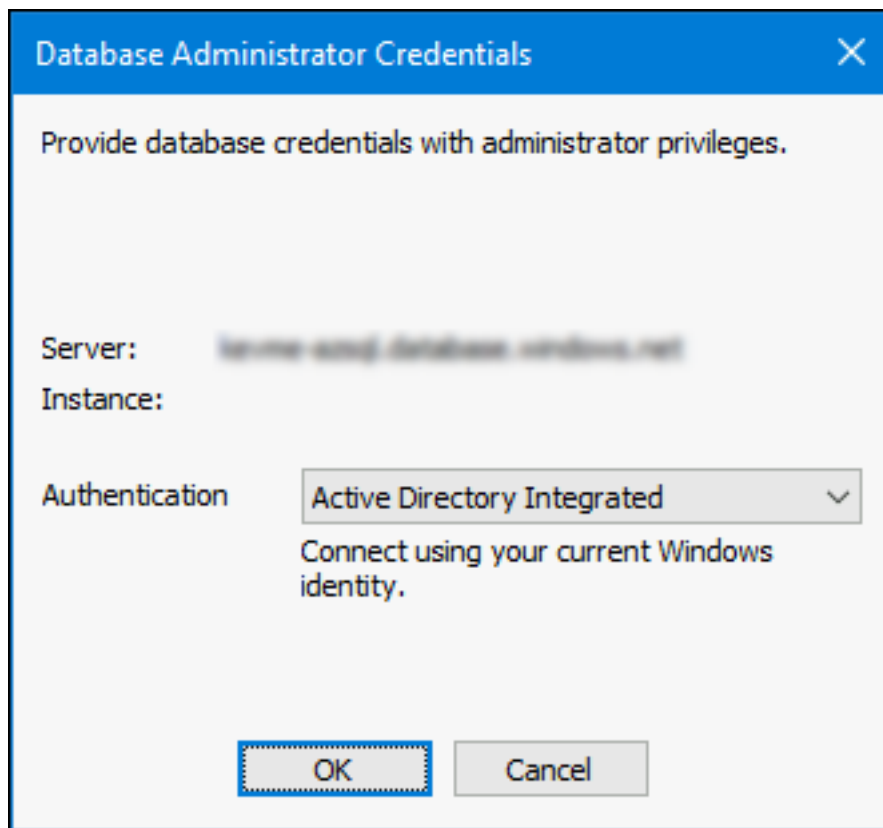 Database Administrator Credentials
Provide database credentials with administrator privileges.
Server:
Instance:
Authentication Active Directory Integrated
Connect using your current Windows
identity.
OK Cancel